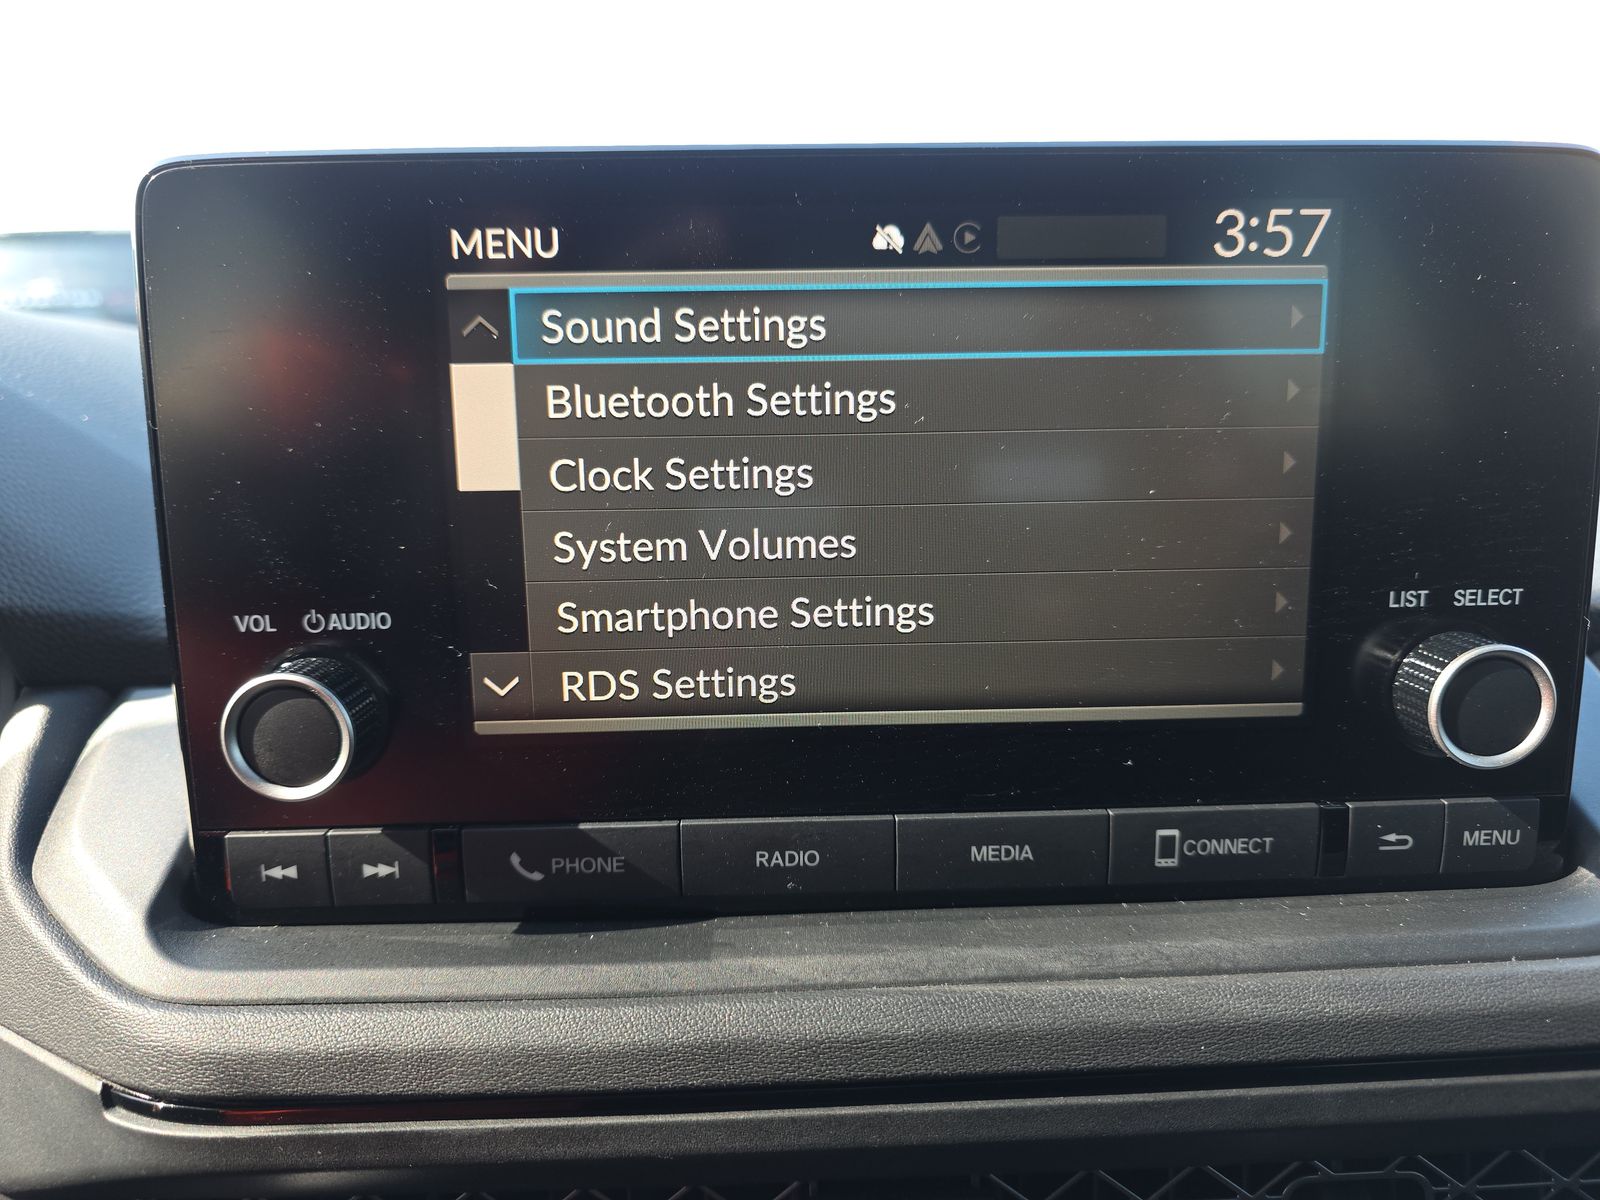 MENU 3:57
Sound Settings
Bluetooth Settings
Clock Settings
System Volumes
Smartphone Settings
RDS Settings
VOL AUDIO
LIST SELECT
PHONE RADIO MEDIA CONNECT MENU